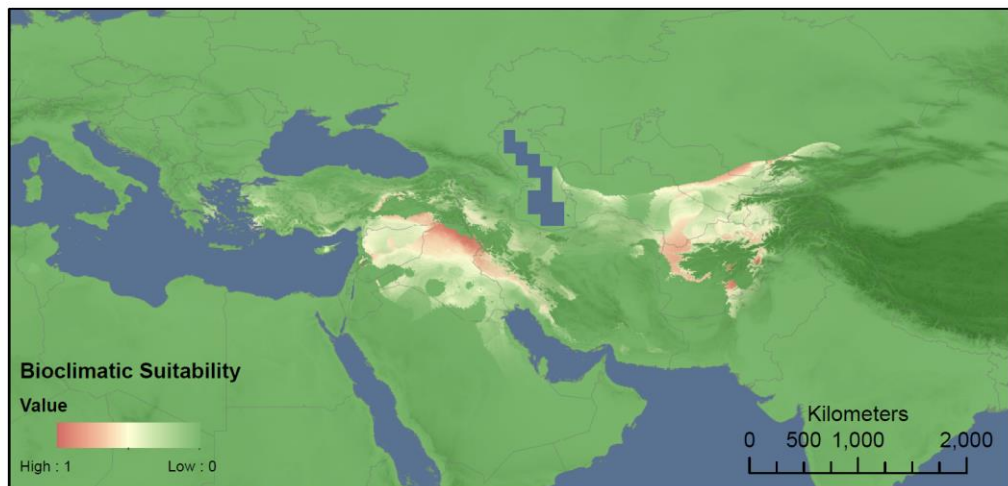 Bioclimatic Suitability
Value
High : 1 Low : 0
Kilometers
0 500 1,000 2,000